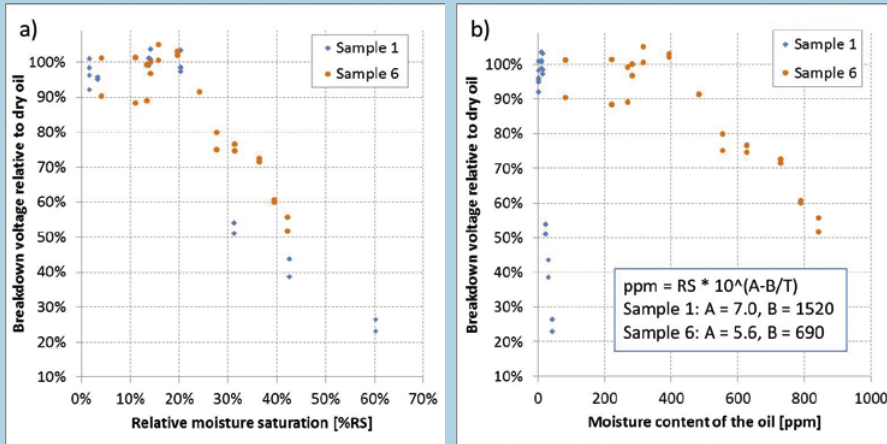 a)
Sample 1
Sample 6
Breakdown voltage relative to dry oil
100%
90%
80%
70%
60%
50%
40%
30%
20%
10%
0% 10% 20% 30% 40% 50% 60% 70%
Relative moisture saturation [%RS]
b)
Sample 1
Sample 6
Breakdown voltage relative to dry oil
100%
90%
80%
70%
60%
50%
40%
30%
20%
10%
ppm = RS * 10^(A-B/T)
Sample 1: A = 7.0, B = 1520
Sample 6: A = 5.6, B = 690
0 200 400 600 800 1000
Moisture content of the oil [ppm]